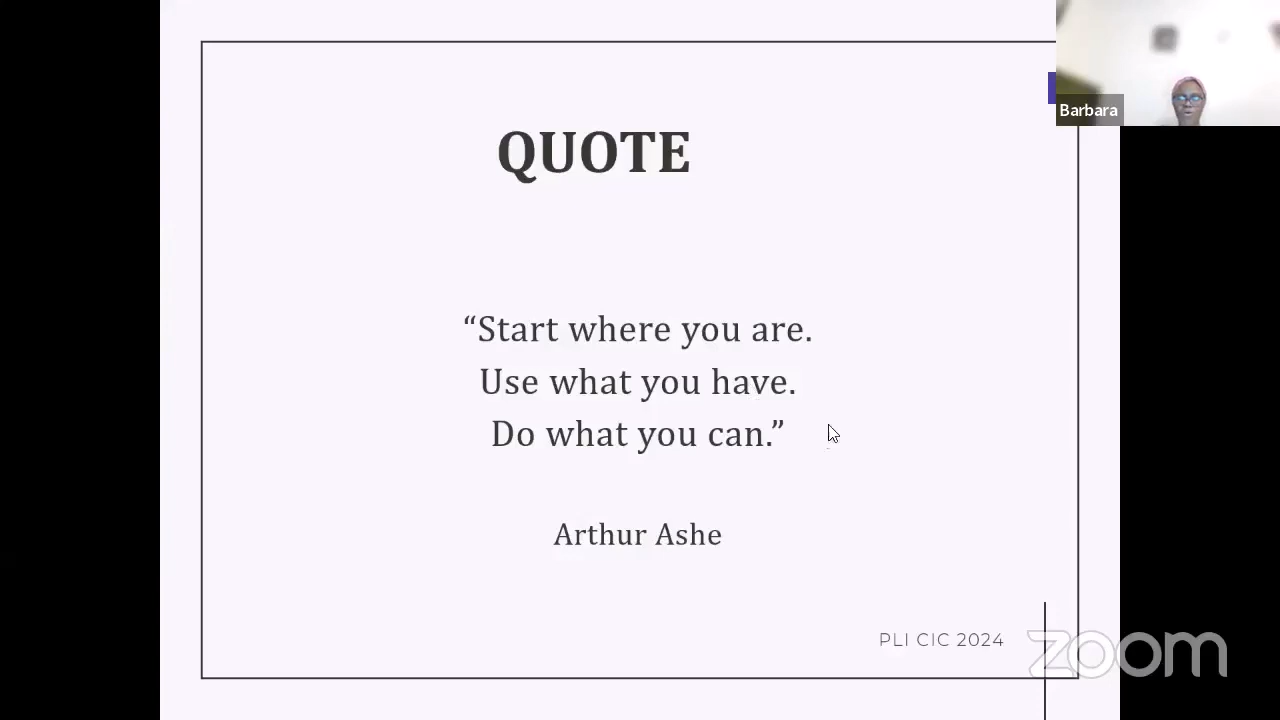 QUOTE
Barbara
“Start where you are.
Use what you have.
Do what you can.”
Arthur Ashe
PLI CIC 2024
zoom